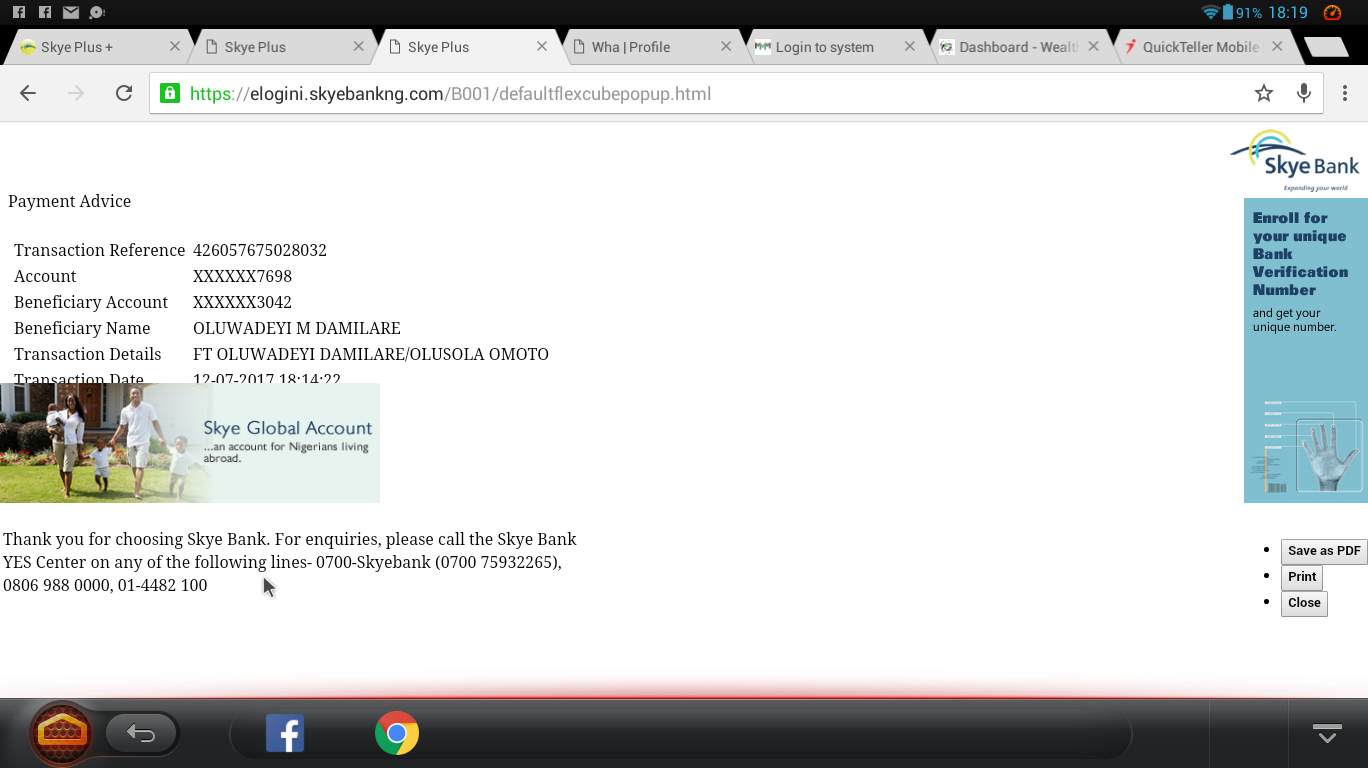 91% 18:19
Skye Plus +
Skye Plus
Skye Plus
Wha | Profile
Login to system
Dashboard - Wealt
QuickTeller Mobile
https://elogini.skyebankng.com/B001/defaultflexcubepopup.html
Skye Bank
Expanding your world
Payment Advice
Enroll for
your unique
Bank
Verification
Number
and get your
unique number.
Transaction Reference 426057675028032
Account XXXXXX7698
Beneficiary Account XXXXXX3042
Beneficiary Name OLUWADEYI M DAMILARE
Transaction Details FT OLUWADEYI DAMILARE/OLUSOLA OMOTO
Transaction Date 12-07-2017 18:14:22
Skye Global Account
...an account for Nigerians living
abroad.
Thank you for choosing Skye Bank. For enquiries, please call the Skye Bank
YES Center on any of the following lines- 0700-Skyebank (0700 75932265),
0806 988 0000, 01-4482 100
Save as PDF
Print
Close